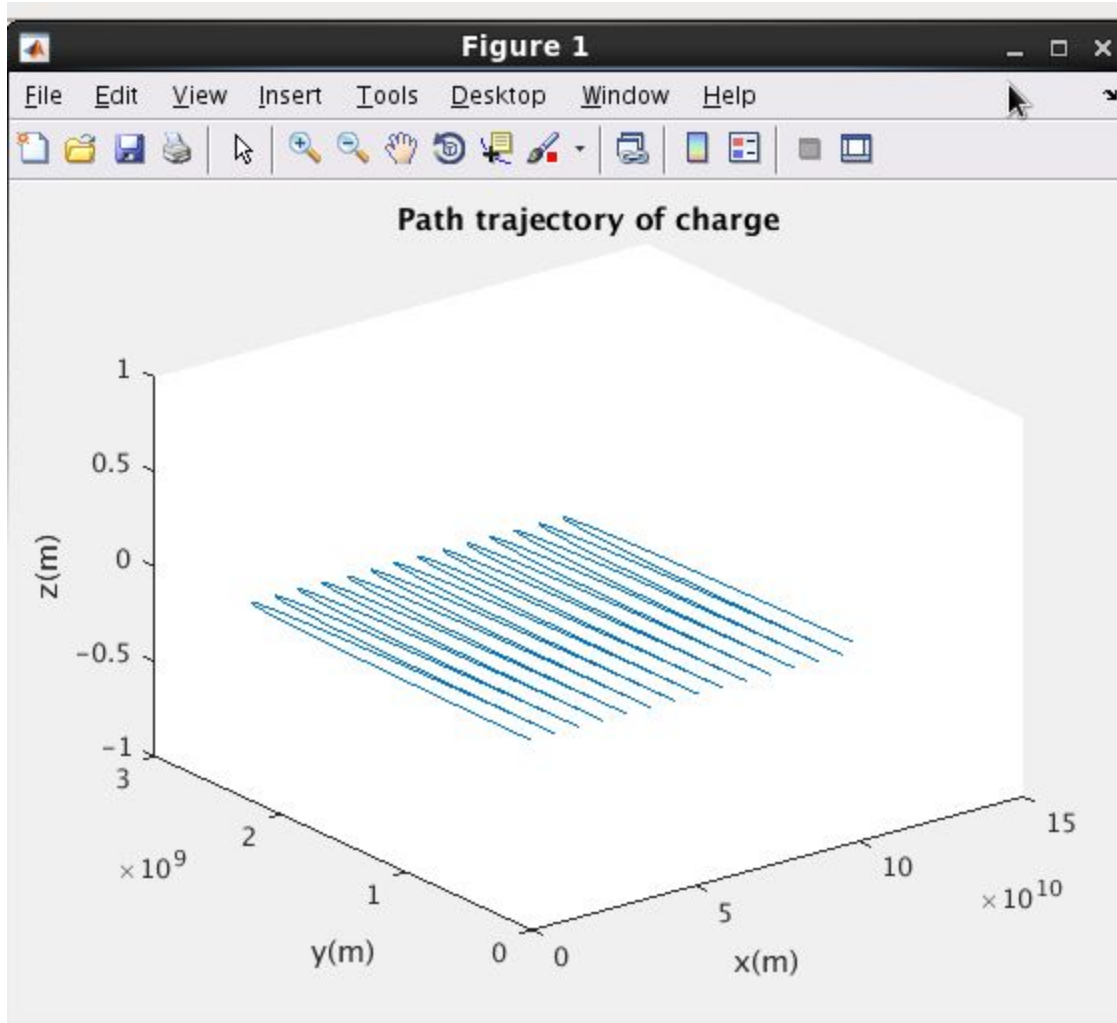 Figure 1
File Edit View Insert Tools Desktop Window Help
Path trajectory of charge
1
0.5
0
-0.5
-1
z(m)
3
2
1
0
×10^9
y(m)
0
5
10
15
×10^10
x(m)